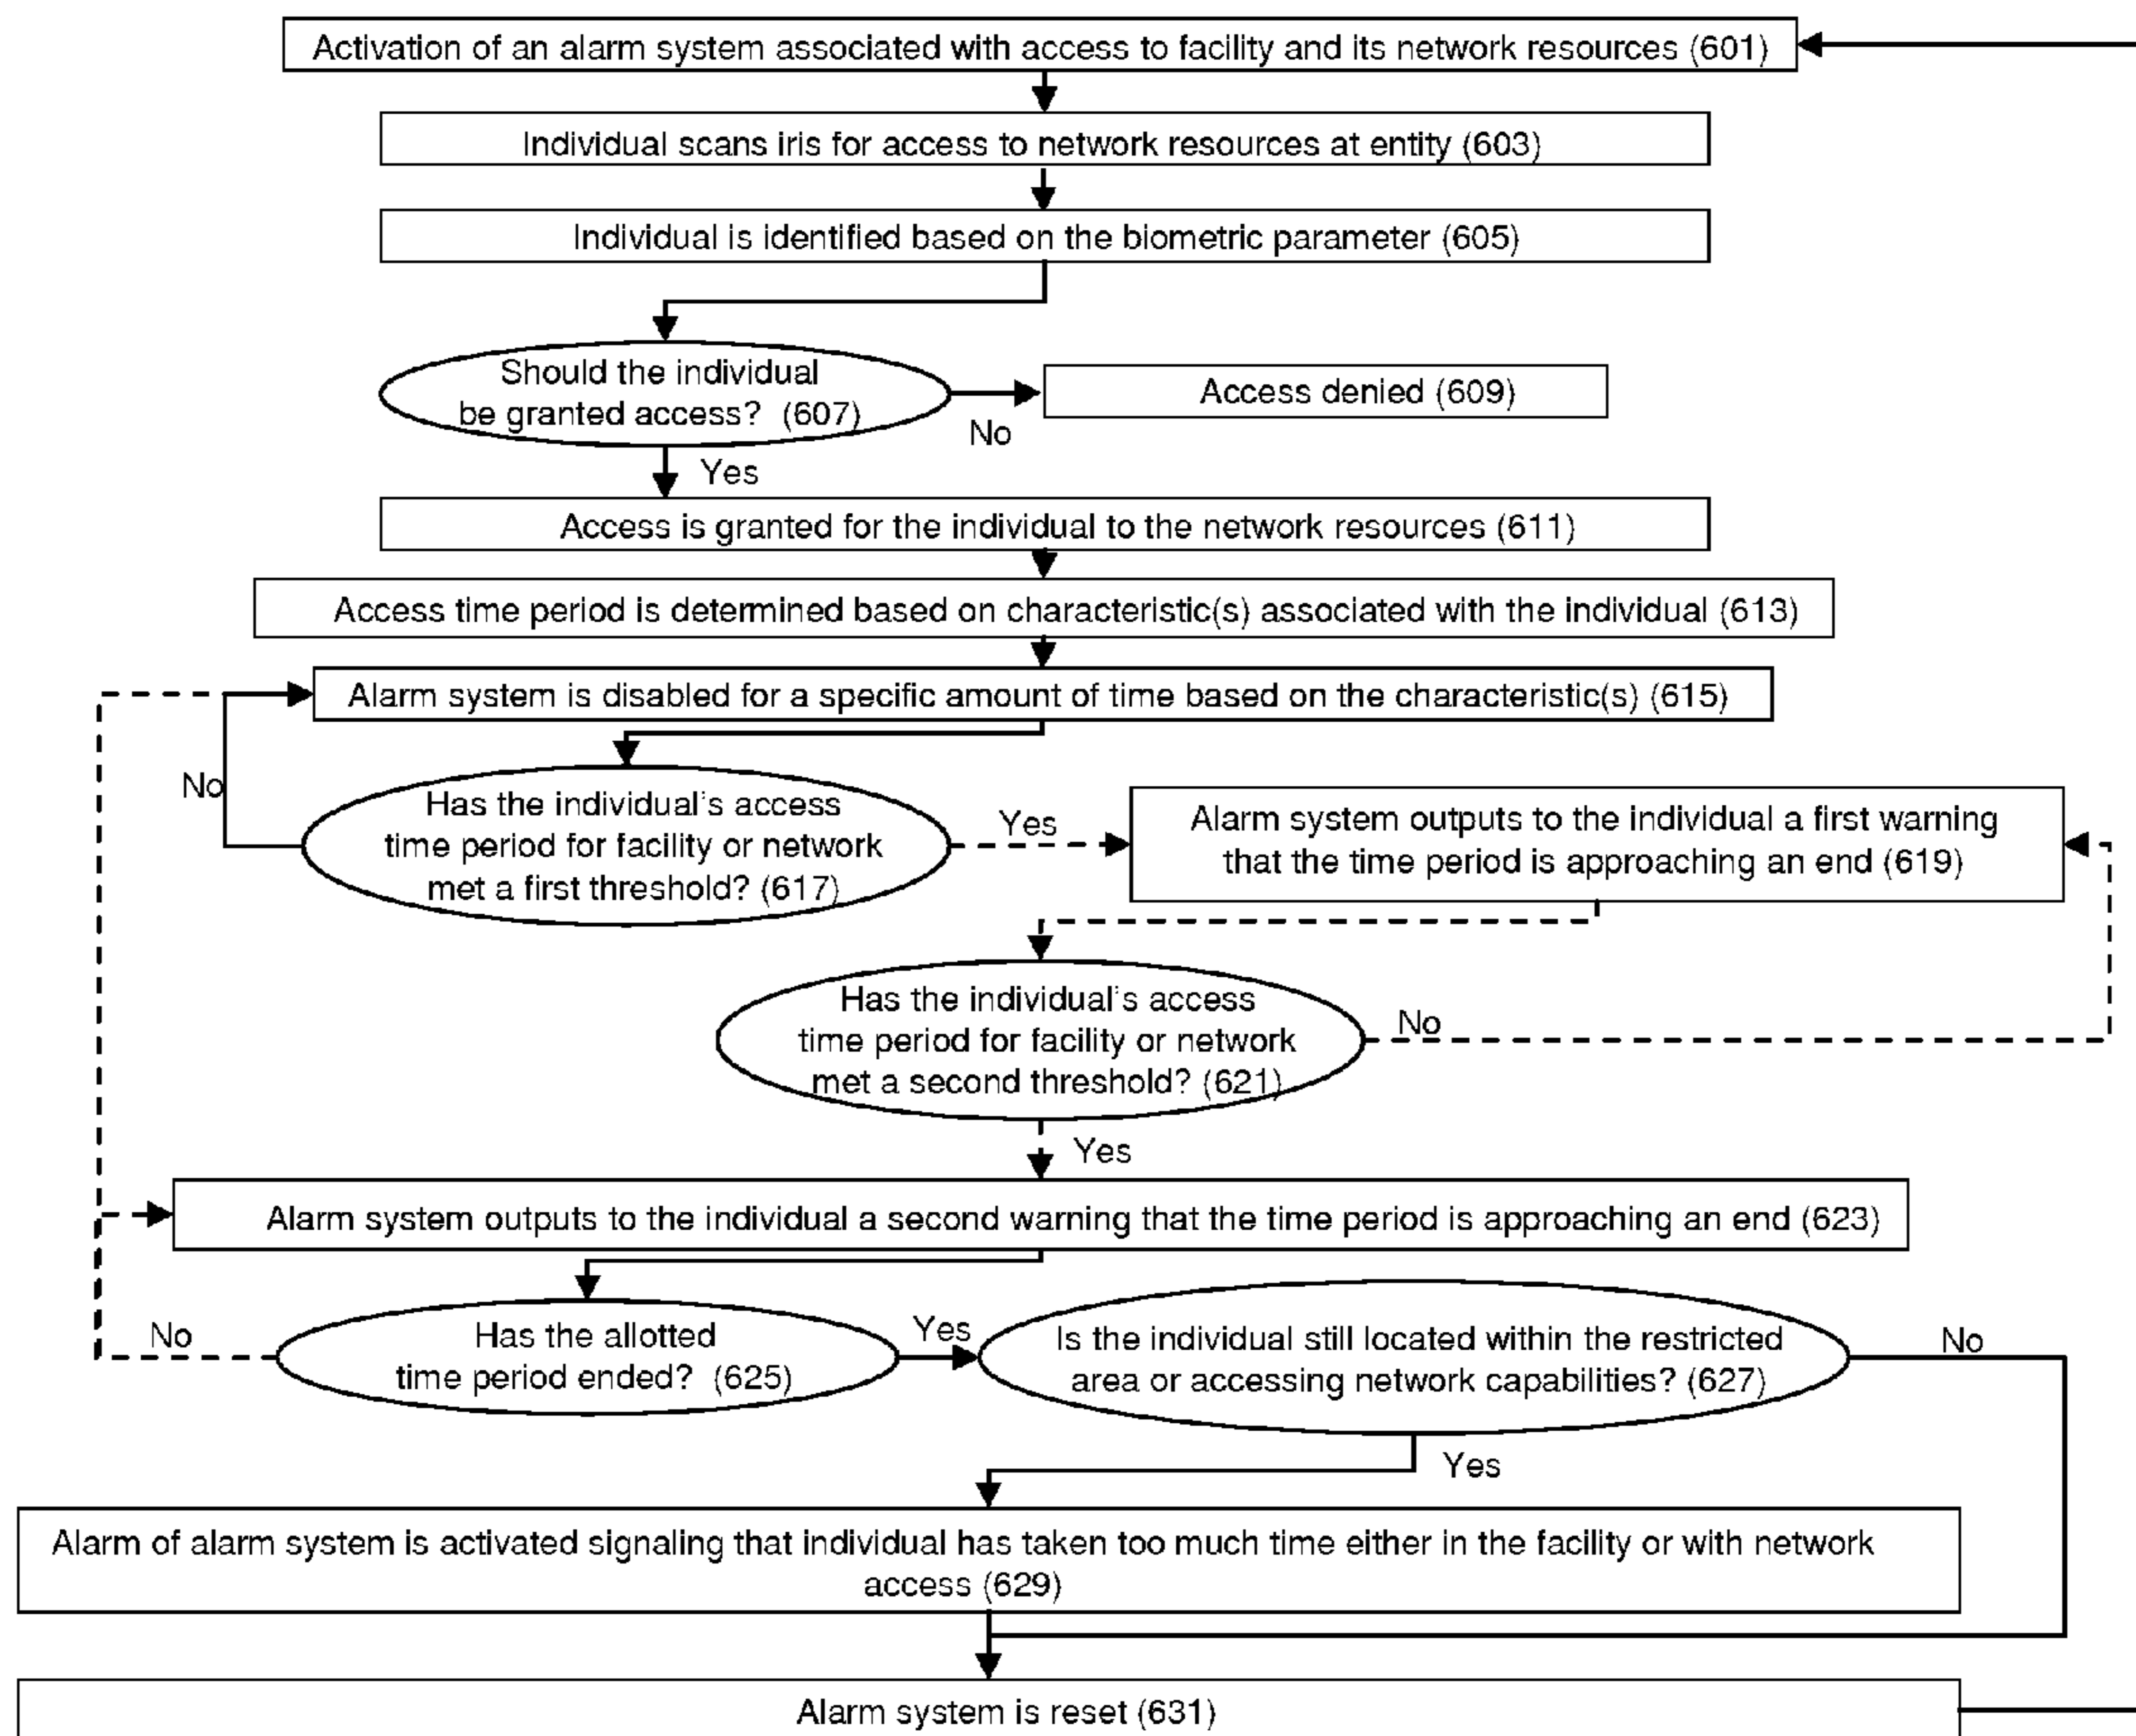 Activation of an alarm system associated with access to facility and its network resources (601)
Individual scans iris for access to network resources at entity (603)
Individual is identified based on the biometric parameter (605)
Should the individual
be granted access? (607)
No
Access denied (609)
Yes
Access is granted for the individual to the network resources (611)
Access time period is determined based on characteristic(s) associated with the individual (613)
Alarm system is disabled for a specific amount of time based on the characteristic(s) (615)
No
Has the individual's access
time period for facility or network
met a first threshold? (617)
Yes
Alarm system outputs to the individual a first warning
that the time period is approaching an end (619)
Has the individual's access
time period for facility or network
met a second threshold? (621)
No
Yes
Alarm system outputs to the individual a second warning that the time period is approaching an end (623)
No
Has the allotted
time period ended? (625)
Yes
Is the individual still located within the restricted
area or accessing network capabilities? (627)
No
Yes
Alarm of alarm system is activated signaling that individual has taken too much time either in the facility or with network
access (629)
Alarm system is reset (631)